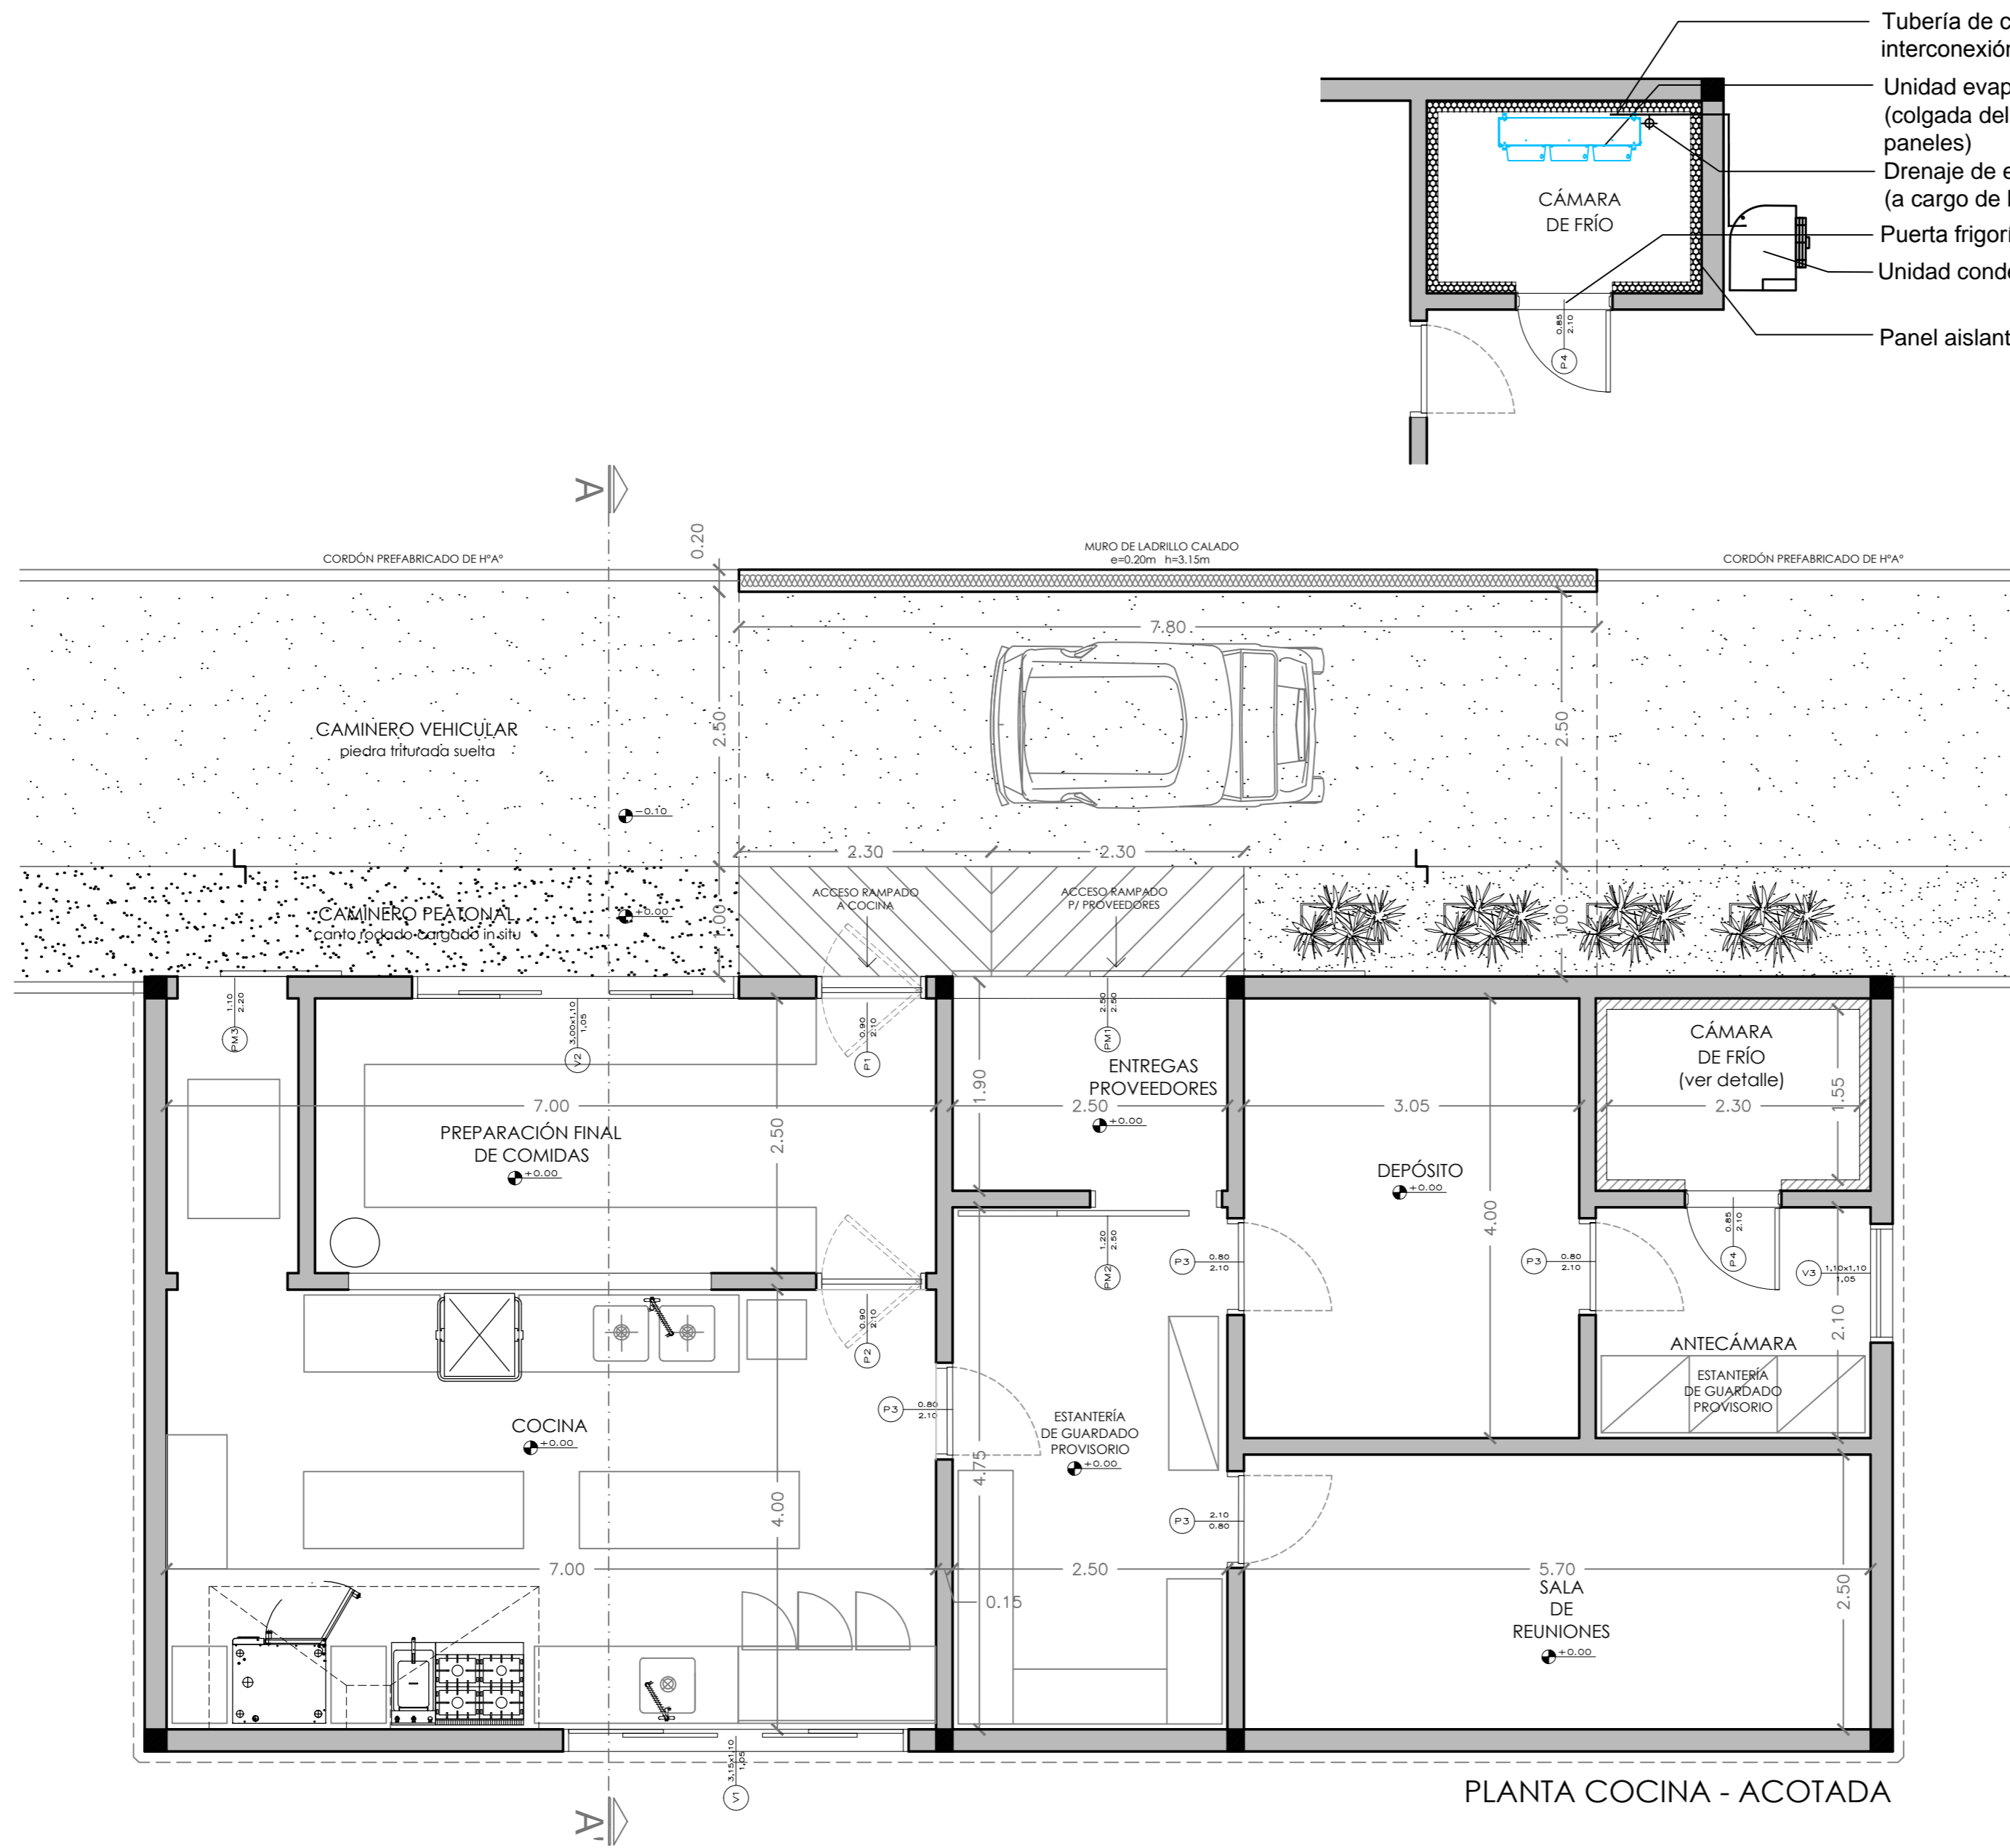 Tubería de c
interconexión
Unidad evap
(colgada del
paneles)
Drenaje de e
(a cargo de l
Puerta frigorí
Unidad conde
Panel aislant
CÁMARA
DE FRÍO
0.85
2.10
P4
A
0.20
CORDÓN PREFABRICADO DE HºAº
MURO DE LADRILLO CALADO
e=0.20m h=3.15m
CORDÓN PREFABRICADO DE HºAº
7.80
CAMINERO VEHICULAR
piedra triturada suelta
2.50
2.50
-0.10
2.30
2.30
CAMINERO PEATONAL
canto rodado cargado in situ
+0.00
1.00
ACCESO RAMPADO
A COCINA
ACCESO RAMPADO
P/ PROVEEDORES
1.00
1.10
2.20
PM3
3,00x1,10
1,05
V2
0.90
2.10
P1
2.50
2.50
PM1
CÁMARA
DE FRÍO
(ver detalle)
ENTREGAS
PROVEEDORES
1.90
1.55
7.00
2.50
3.05
2.30
+0.00
PREPARACIÓN FINAL
DE COMIDAS
+0.00
2.50
DEPÓSITO
+0.00
4.00
1.20
2.50
PM2
P3
0.80
2.10
P3
0.80
2.10
0.85
2.10
P4
V3
1,10x1,10
1,05
2.10
0.90
2.10
P2
ANTECÁMARA
ESTANTERÍA
DE GUARDADO
PROVISORIO
P3
0.80
2.10
COCINA
+0.00
ESTANTERÍA
DE GUARDADO
PROVISORIO
+0.00
4.75
4.00
P3
2.10
0.80
7.00
2.50
5.70
0.15
SALA
DE
REUNIONES
+0.00
2.50
3,15x1,10
1,05
V1
A'
PLANTA COCINA - ACOTADA